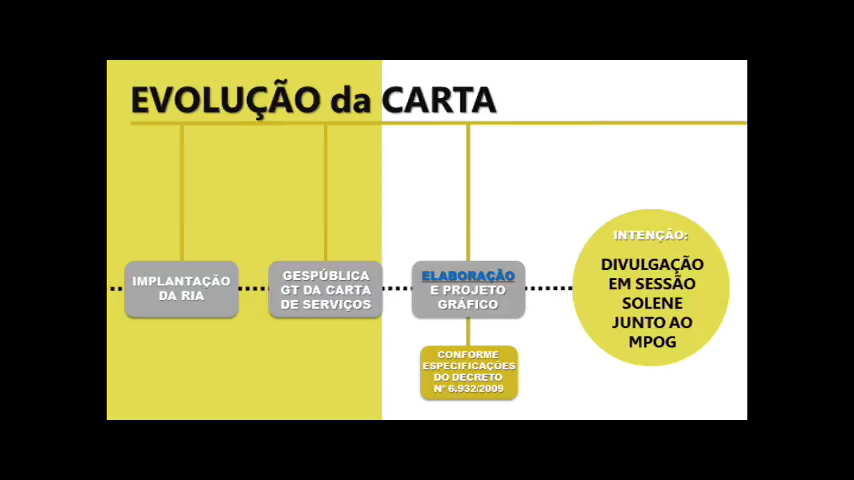 EVOLUÇÃO da CARTA
IMPLANTAÇÃO
DA RIA
GESPÚBLICA
GT DA CARTA
DE SERVIÇOS
ELABORAÇÃO
E PROJETO
GRÁFICO
CONFORME
ESPECIFICAÇÕES
DO DECRETO
N° 6.932/2009
INTENÇÃO:
DIVULGAÇÃO
EM SESSÃO
SOLENE
JUNTO AO
MPOG